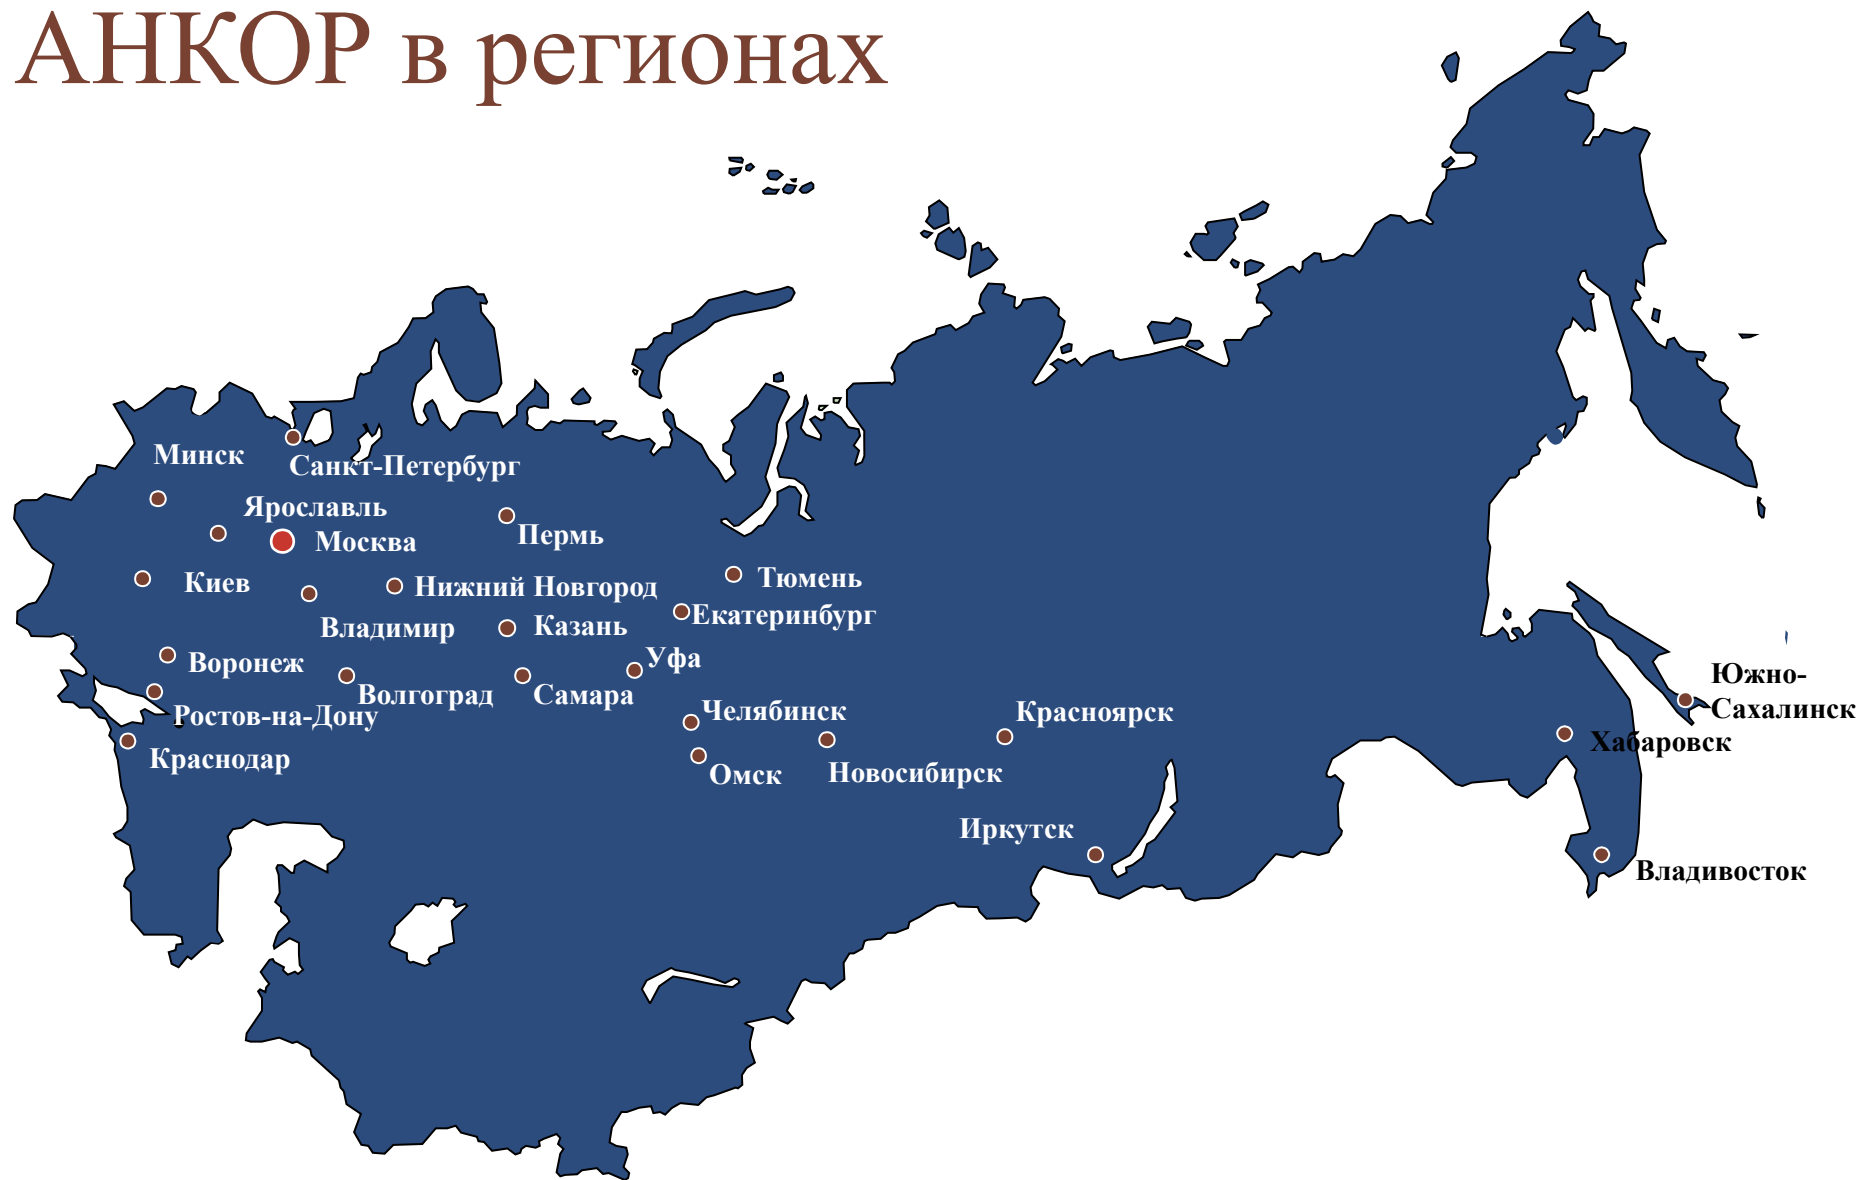 АНКОР в регионах
Минск
Санкт-Петербург
Ярославль
Москва
Пермь
Киев
Нижний Новгород
Тюмень
Екатеринбург
Владимир
Казань
Воронеж
Уфа
Волгоград
Самара
Ростов-на-Дону
Челябинск
Красноярск
Южно-
Сахалинск
Хабаровск
Краснодар
Омск
Новосибирск
Иркутск
Владивосток